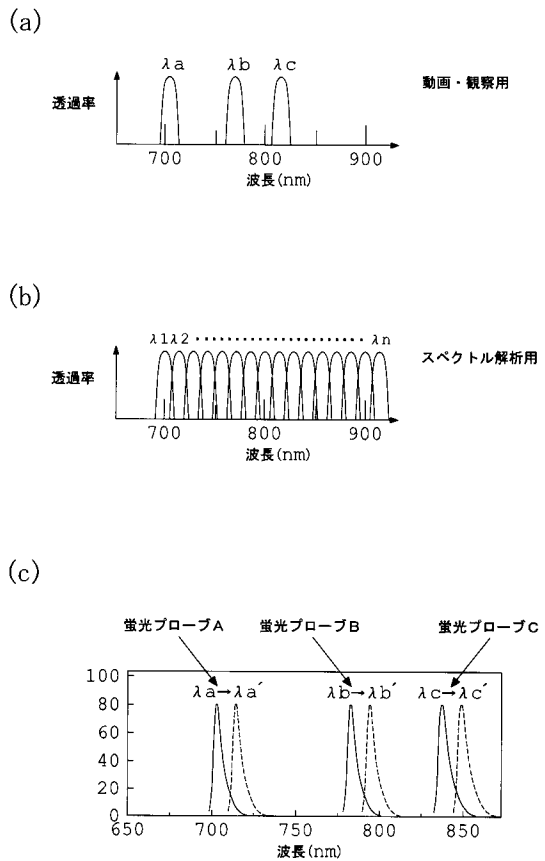 (a)
λa λb λc
動画・観察用
透過率
700 800 900
波長(nm)
(b)
λ1λ2 ·················· λn
スペクトル解析用
透過率
700 800 900
波長(nm)
(c)
蛍光プローブA 蛍光プローブB 蛍光プローブC
100
λa→λa′ λb→λb′ λc→λc′
80
60
40
20
0
650 700 750 800 850
波長(nm)